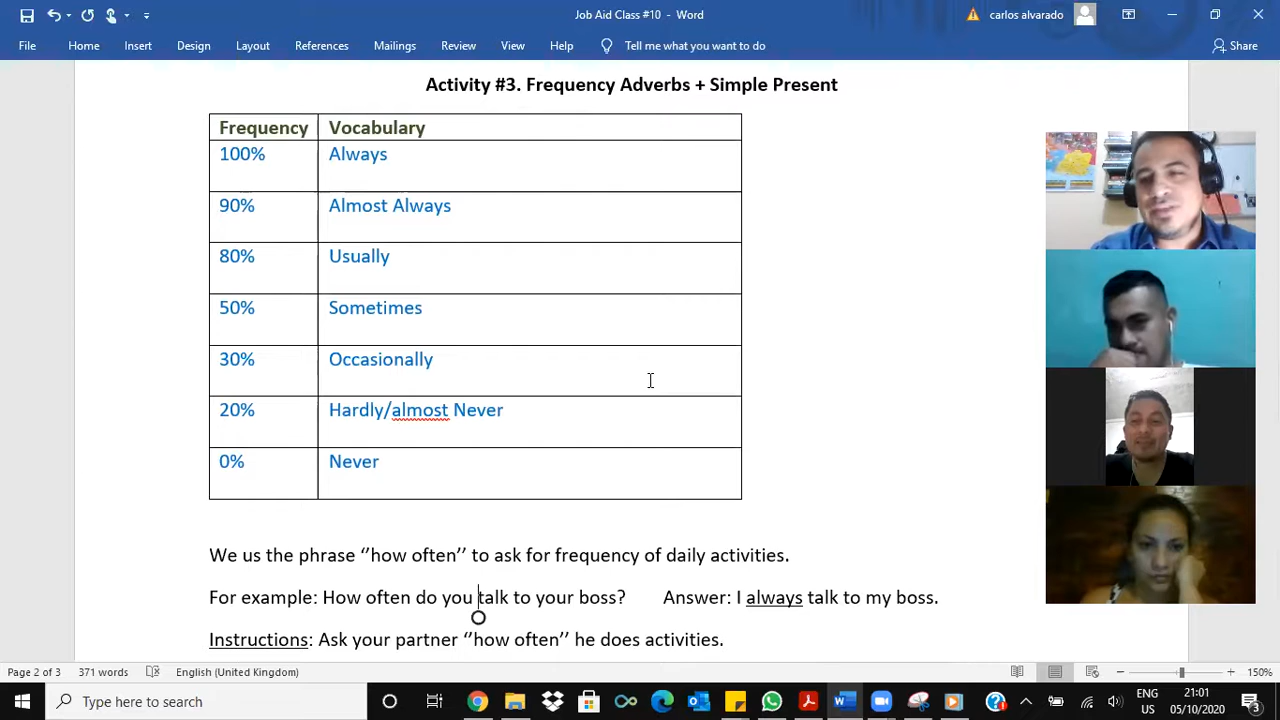 Job Aid Class #10 - Word
carlos alvarado
File Home Insert Design Layout References Mailings Review View Help Tell me what you want to do Share
Activity #3. Frequency Adverbs + Simple Present
Frequency Vocabulary
100% Always
90% Almost Always
80% Usually
50% Sometimes
30% Occasionally
20% Hardly/almost Never
0% Never
We us the phrase ‘’how often’’ to ask for frequency of daily activities.
For example: How often do you talk to your boss? Answer: I always talk to my boss.
Instructions: Ask your partner ‘’how often’’ he does activities.
Page 2 of 3 371 words English (United Kingdom) 150%
Type here to search
ENG 21:01
05/10/2020
3